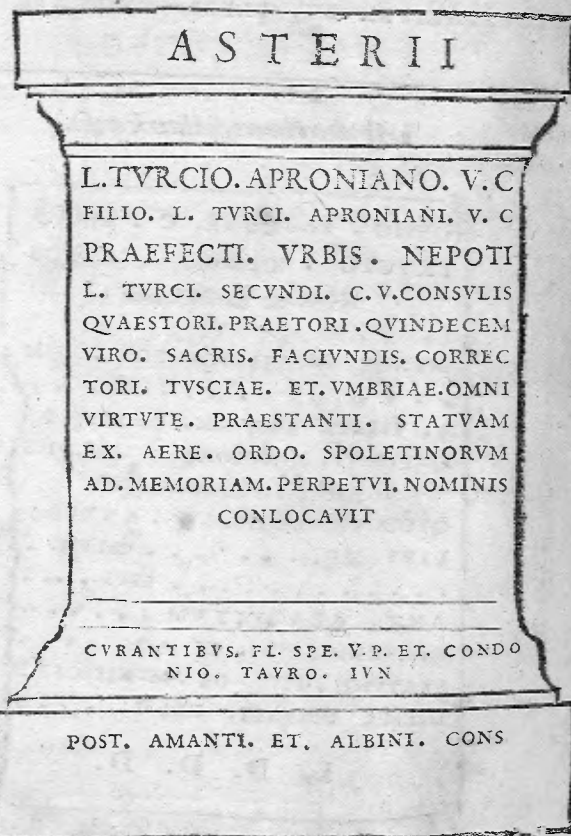 ASTERII
L. TVRCIO. APRONIANO. V. C
FILIO. L. TVRCI. APRONIANI. V. C
PRAEFECTI. VRBIS. NEPOTI
L. TVRCI. SECVNDI. C. V. CONSVLIS
QVAESTORI. PRAETORI. QVINDECEM
VIRO. SACRIS. FACIVNDIS. CORREC
TORI. TVSCIAE. ET. VMBRIAE. OMNI
VIRTVTE. PRAESTANTI. STATVAM
EX. AERE. ORDO. SPOLETINORVM
AD. MEMORIAM. PERPETVI. NOMINIS
CONLOCAVIT
CVRANTIBVS. FL. SPE. V. P. ET. CONDO
NIO. TAVRO. IVN
POST. AMANTI. ET. ALBINI. CONS